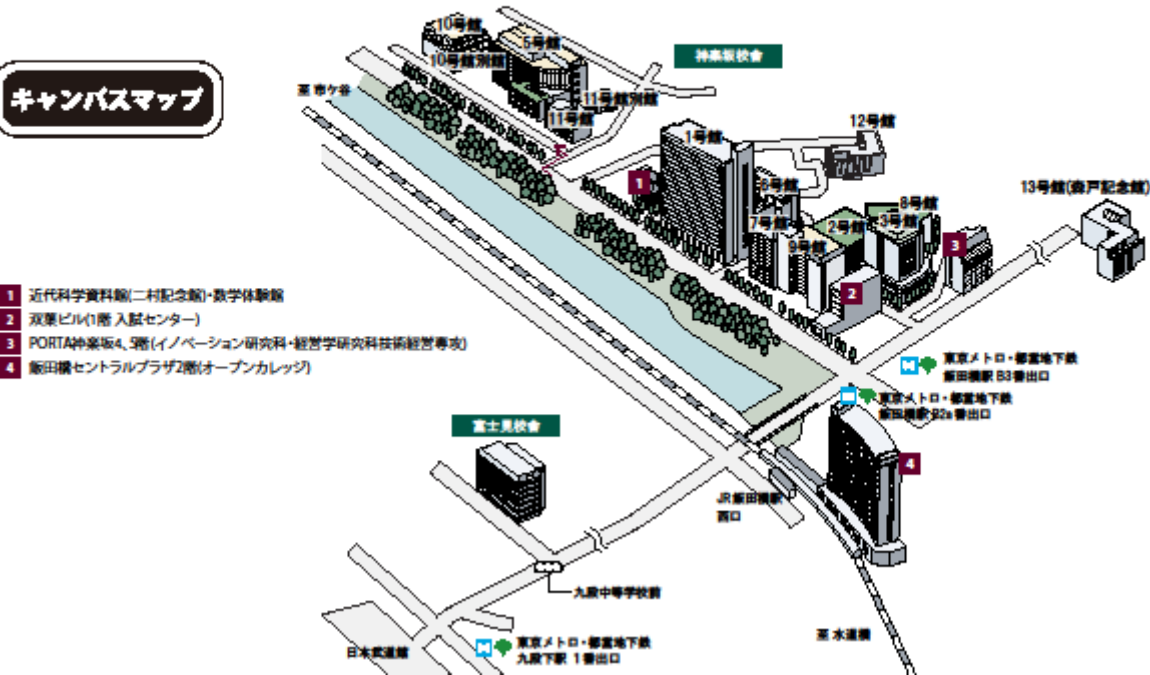 キャンパスマップ
10号館
5号館
10号館別館
11号館別館
11号館
神楽坂校舎
至 市ケ谷
1号館
12号館
1
6号館
7号館
8号館
2号館
3号館
9号館
13号館(森戸記念館)
3
2
1 近代科学資料館(二村記念館)・数学体験館
2 双葉ビル(1階 入試センター)
3 PORTA神楽坂4、5階(イノベーション研究科・経営学研究科技術経営専攻)
4 飯田橋セントラルプラザ2階(オープンカレッジ)
東京メトロ・都営地下鉄
飯田橋駅 B3番出口
東京メトロ・都営地下鉄
飯田橋駅 B2a番出口
富士見校舎
4
JR飯田橋駅
西口
九段中等学校前
至 水道橋
日本武道館
東京メトロ・都営地下鉄
九段下駅 1番出口